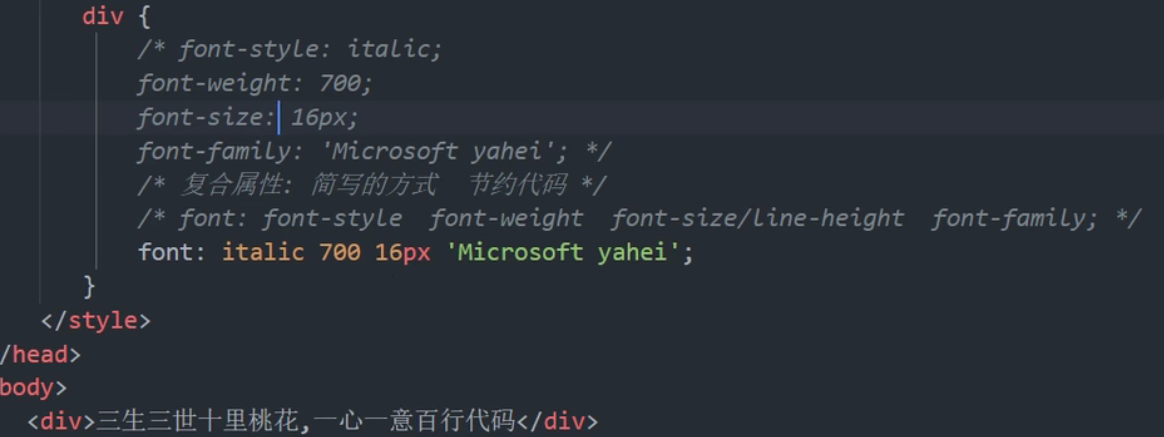 div {
/* font-style: italic;
font-weight: 700;
font-size: 16px;
font-family: 'Microsoft yahei'; */
/* 复合属性: 简写的方式  节约代码 */
/* font: font-style  font-weight  font-size/line-height  font-family; */
font: italic 700 16px 'Microsoft yahei';
}
</style>
/head>
body>
<div>三生三世十里桃花,一心一意百行代码</div>